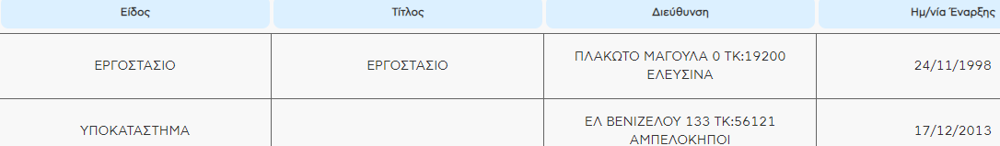 Είδος Τίτλος Διεύθυνση Ημ/νία Έναρξης
ΕΡΓΟΣΤΑΣΙΟ ΕΡΓΟΣΤΑΣΙΟ ΠΛΑΚΩΤΟ ΜΑΓΟΥΛΑ 0 ΤΚ:19200 24/11/1998
ΕΛΕΥΣΙΝΑ
ΥΠΟΚΑΤΑΣΤΗΜΑ ΕΛ ΒΕΝΙΖΕΛΟΥ 133 ΤΚ:56121 17/12/2013
ΑΜΠΕΛΟΚΗΠΟΙ